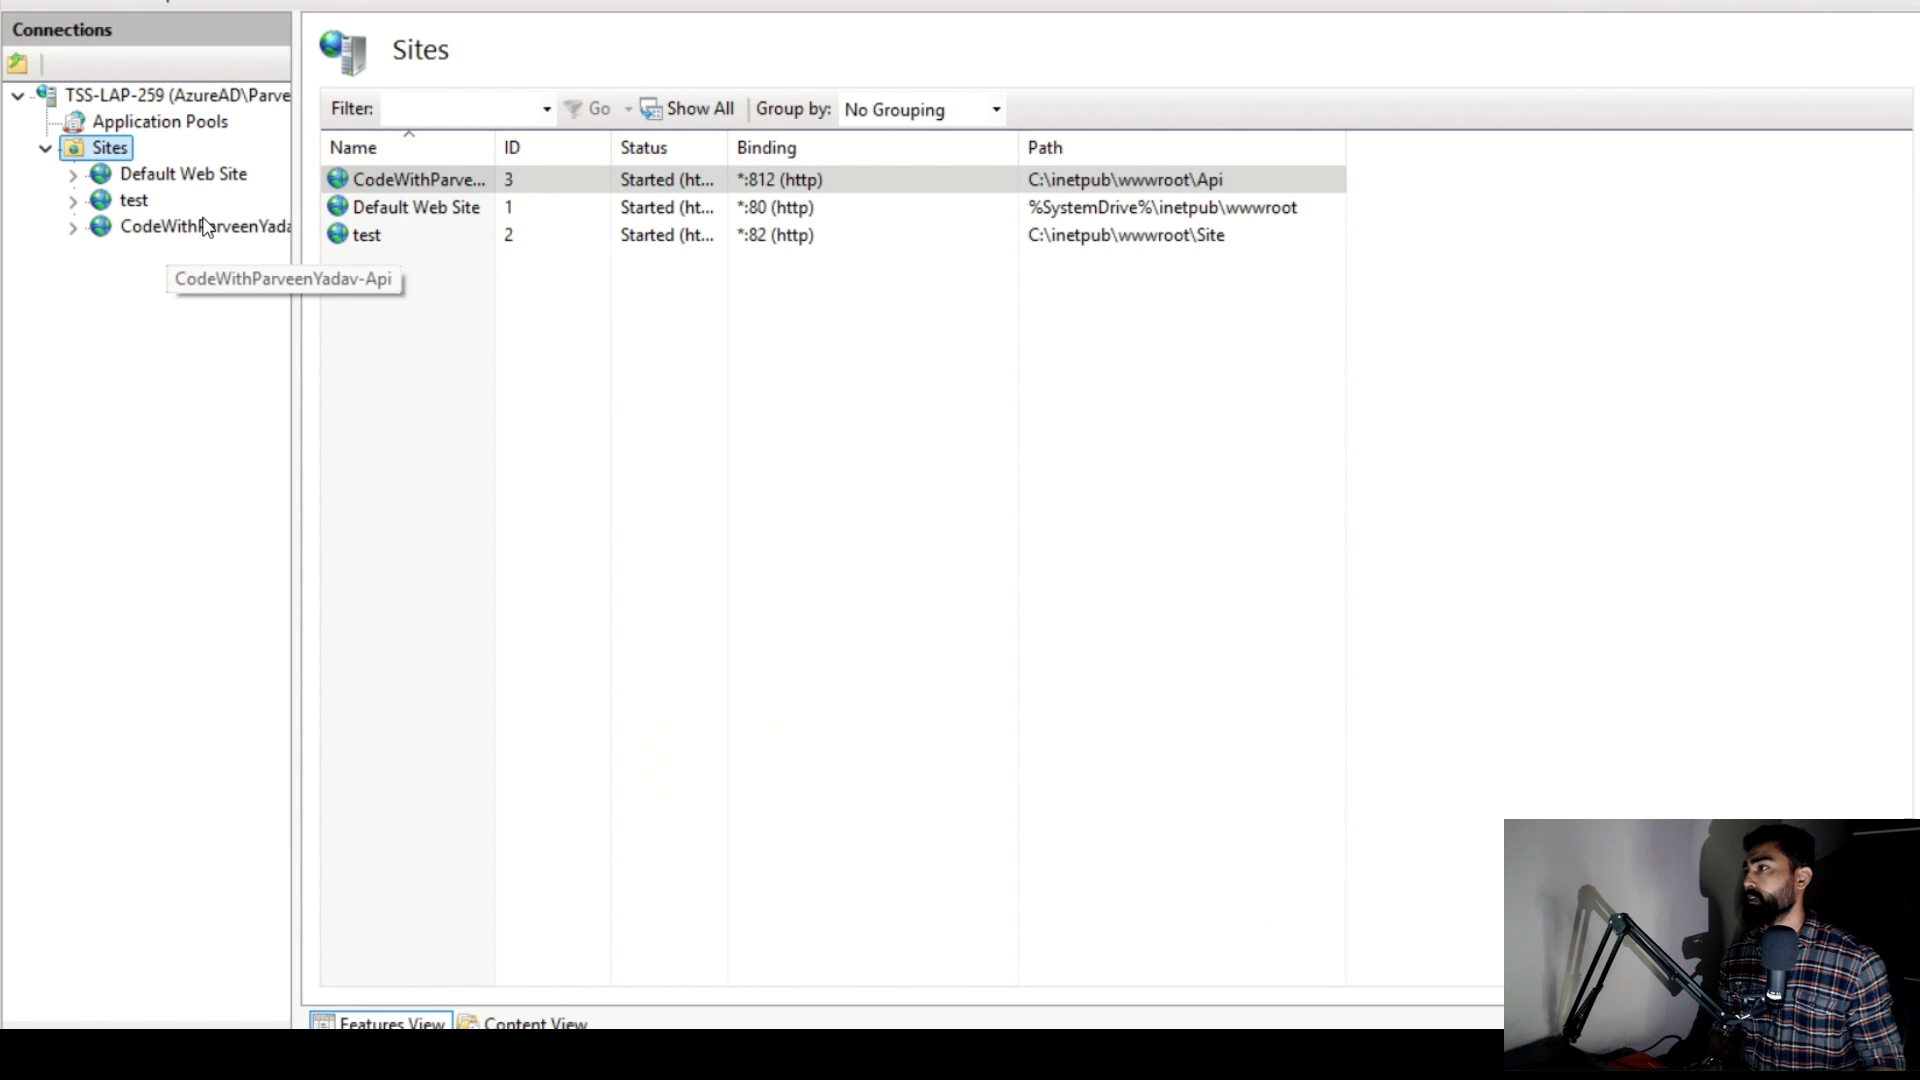 Connections
TSS-LAP-259 (AzureAD\Parve
Application Pools
Sites
Default Web Site
test
CodeWithParveenYada
CodeWithParveenYadav-Api
Sites
Filter: Go Show All Group by: No Grouping
Name ID Status Binding Path
CodeWithParve... 3 Started (ht... *:812 (http) C:\inetpub\wwwroot\Api
Default Web Site 1 Started (ht... *:80 (http) %SystemDrive%\inetpub\wwwroot
test 2 Started (ht... *:82 (http) C:\inetpub\wwwroot\Site
Features View Content View